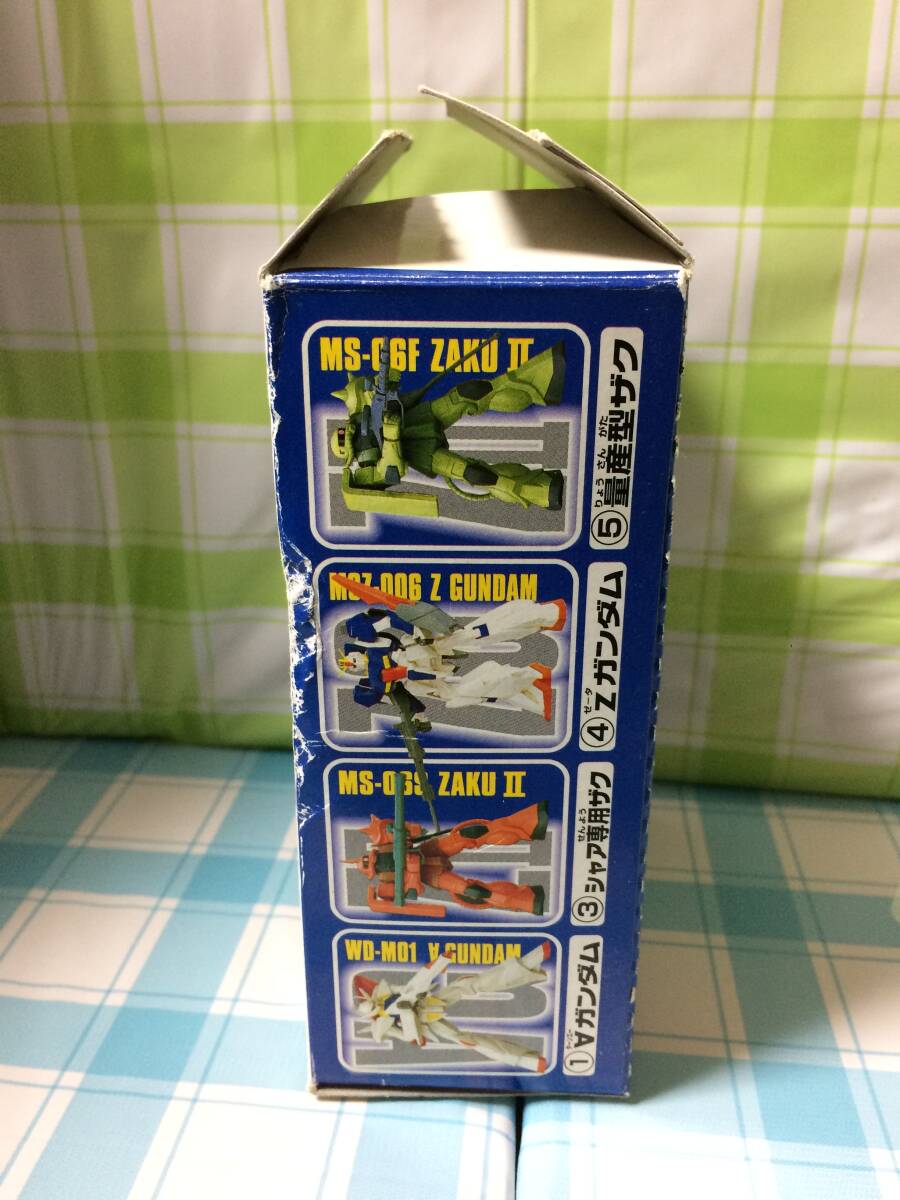 MS-06F ZAKU II
りょう さん がた
⑤量産型ザク
MSZ-006 Z GUNDAM
ゼータ
④Zガンダム
MS-06S ZAKU II
せんよう
③シャア専用ザク
WD-M01 ∀ GUNDAM
ターンエー
①∀ガンダム